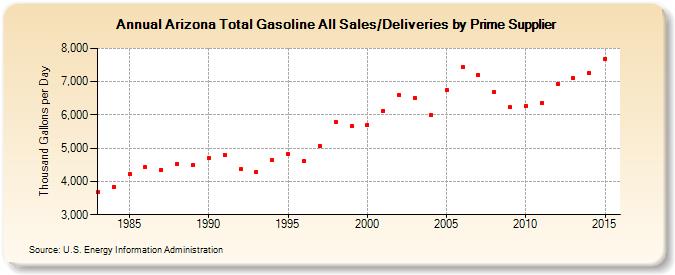 Annual Arizona Total Gasoline All Sales/Deliveries by Prime Supplier
Thousand Gallons per Day
8,000
7,000
6,000
5,000
4,000
3,000
1985 1990 1995 2000 2005 2010 2015
Source: U.S. Energy Information Administration